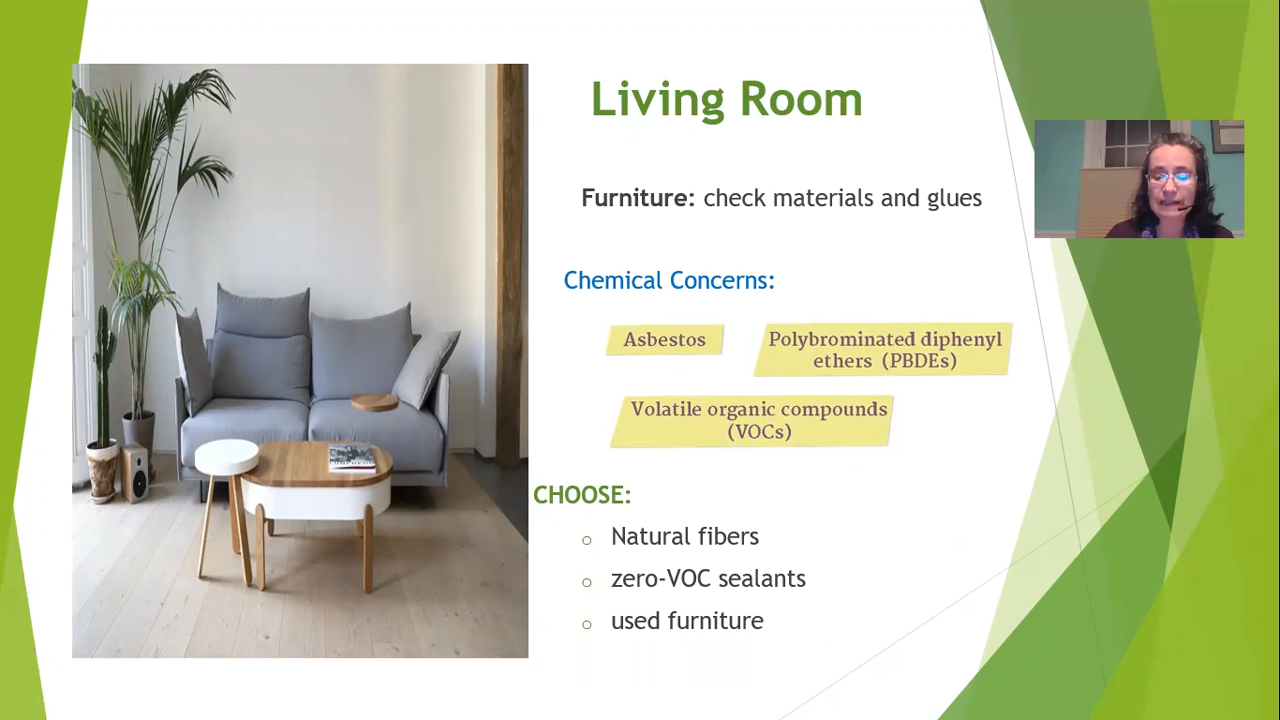 Living Room
Furniture: check materials and glues
Chemical Concerns:
Asbestos
Polybrominated diphenyl
ethers (PBDEs)
Volatile organic compounds
(VOCs)
CHOOSE:
Natural fibers
zero-VOC sealants
used furniture